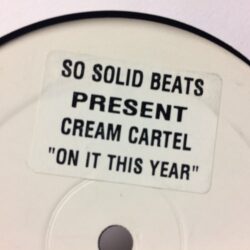 SO SOLID BEATS
PRESENT
CREAM CARTEL
"ON IT THIS YEAR"